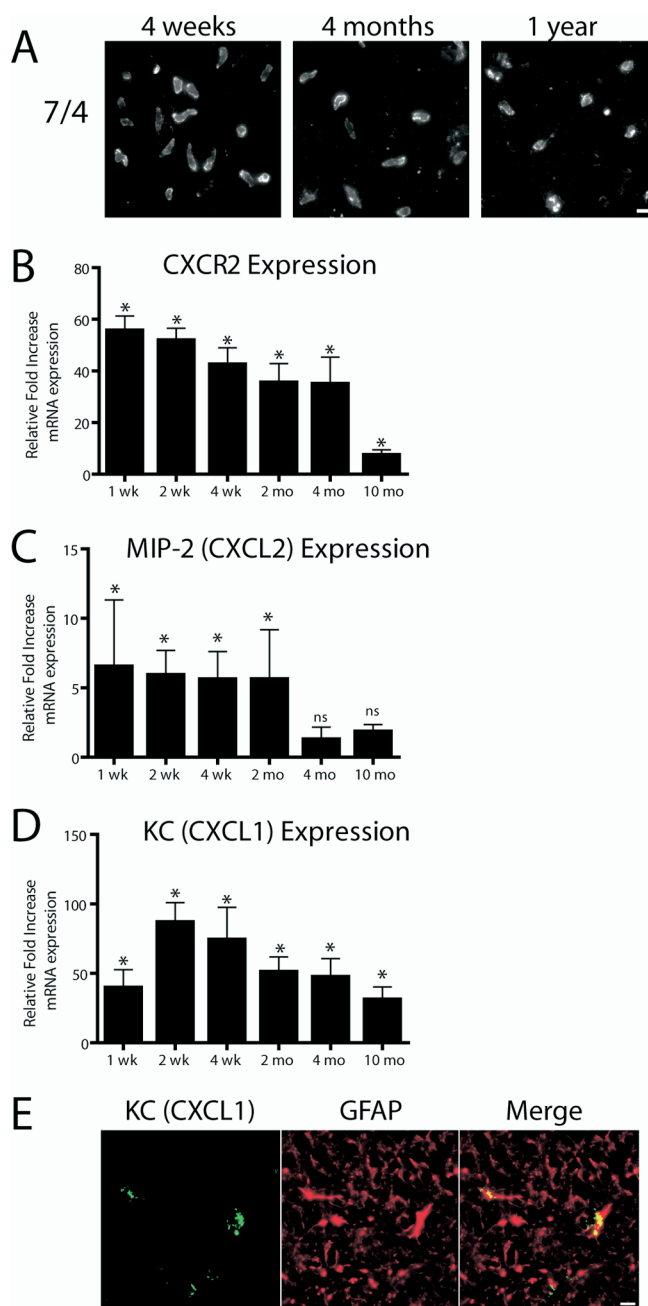 A
4 weeks
4 months
1 year
7/4
B
CXCR2 Expression
Relative Fold Increase
mRNA expression
80
60
40
20
0
*
*
*
*
*
*
1 wk
2 wk
4 wk
2 mo
4 mo
10 mo
C
MIP-2 (CXCL2) Expression
Relative Fold Increase
mRNA expression
15
10
5
0
*
*
*
*
ns
ns
1 wk
2 wk
4 wk
2 mo
4 mo
10 mo
D
KC (CXCL1) Expression
Relative Fold Increase
mRNA expression
150
100
50
0
*
*
*
*
*
*
1 wk
2 wk
4 wk
2 mo
4 mo
10 mo
E
KC (CXCL1)
GFAP
Merge